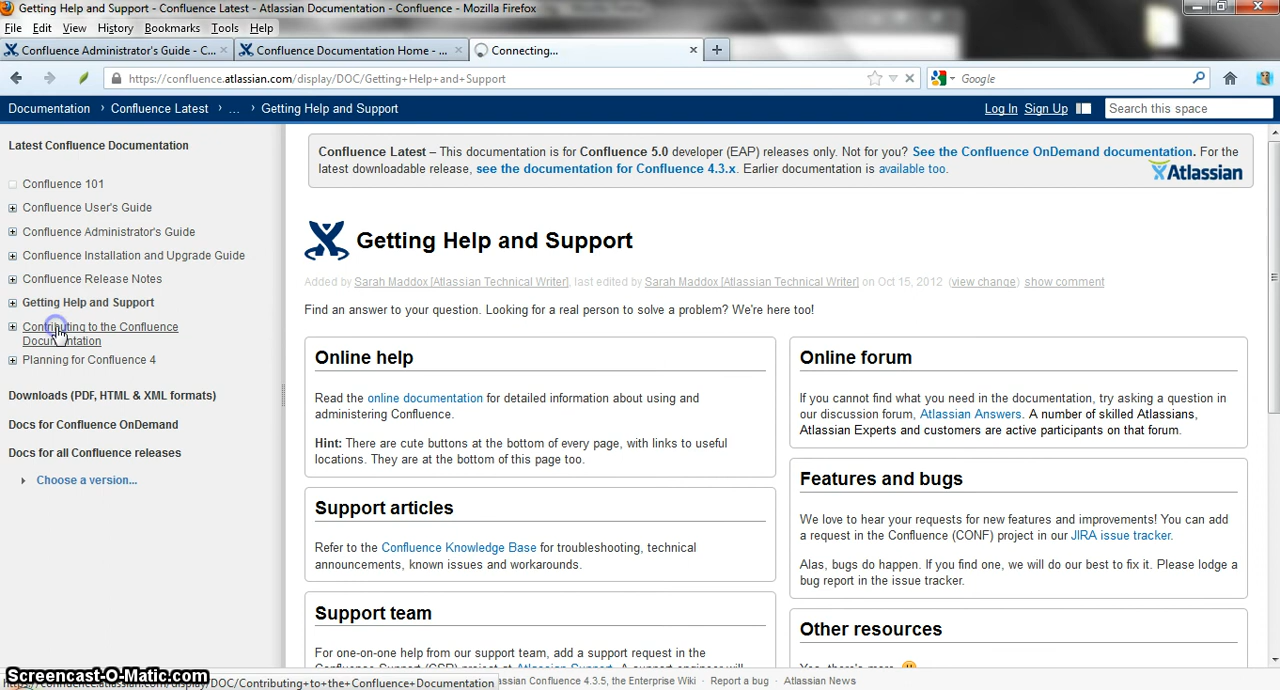 Getting Help and Support - Confluence Latest - Atlassian Documentation - Confluence - Mozilla Firefox
File Edit View History Bookmarks Tools Help
Confluence Administrator's Guide - C... × Confluence Documentation Home - ... × Connecting... × +
https://confluence.atlassian.com/display/DOC/Getting+Help+and+Support Google
Documentation › Confluence Latest › ... › Getting Help and Support Log In Sign Up Search this space
Latest Confluence Documentation
Confluence 101
Confluence User's Guide
Confluence Administrator's Guide
Confluence Installation and Upgrade Guide
Confluence Release Notes
Getting Help and Support
Contributing to the Confluence
Documentation
Planning for Confluence 4
Downloads (PDF, HTML & XML formats)
Docs for Confluence OnDemand
Docs for all Confluence releases
Choose a version...
Confluence Latest – This documentation is for Confluence 5.0 developer (EAP) releases only. Not for you? See the Confluence OnDemand documentation. For the
latest downloadable release, see the documentation for Confluence 4.3.x. Earlier documentation is available too.
Atlassian
Getting Help and Support
Added by Sarah Maddox [Atlassian Technical Writer], last edited by Sarah Maddox [Atlassian Technical Writer] on Oct 15, 2012 (view change) show comment
Find an answer to your question. Looking for a real person to solve a problem? We're here too!
Online help
Read the online documentation for detailed information about using and
administering Confluence.
Hint: There are cute buttons at the bottom of every page, with links to useful
locations. They are at the bottom of this page too.
Support articles
Refer to the Confluence Knowledge Base for troubleshooting, technical
announcements, known issues and workarounds.
Support team
For one-on-one help from our support team, add a support request in the
Confluence Support (CSP) project at Atlassian Support. A support engineer will
Online forum
If you cannot find what you need in the documentation, try asking a question in
our discussion forum, Atlassian Answers. A number of skilled Atlassians,
Atlassian Experts and customers are active participants on that forum.
Features and bugs
We love to hear your requests for new features and improvements! You can add
a request in the Confluence (CONF) project in our JIRA issue tracker.
Alas, bugs do happen. If you find one, we will do our best to fix it. Please lodge a
bug report in the issue tracker.
Other resources
Yes, there's more
Screencast-O-Matic.com
https://confluence.atlassian.com/display/DOC/Contributing+to+the+Confluence+Documentation
assian Confluence 4.3.5, the Enterprise Wiki · Report a bug · Atlassian News